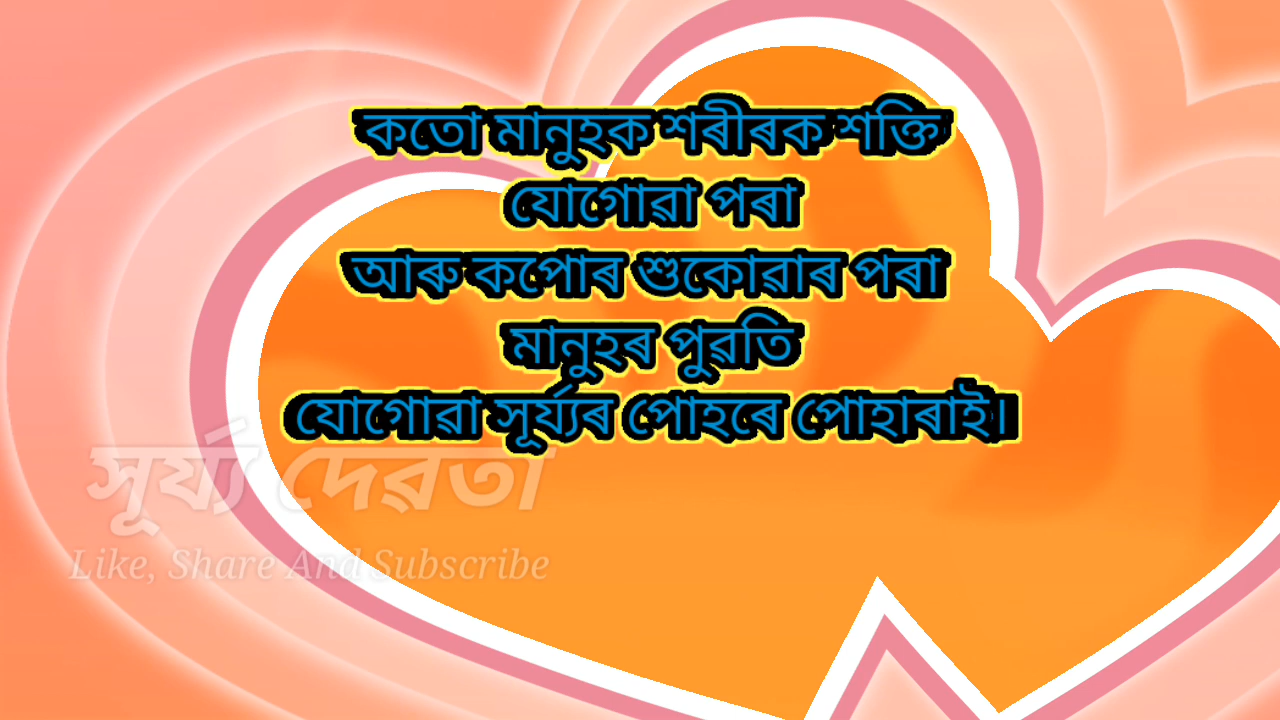 কতো মানুহক শৰীৰক শক্তি
যোগোৱা পৰা
আৰু কপোৰ শুকোৱাৰ পৰা
মানুহৰ পুৱতি
যোগোৱা সূৰ্য্যৰ পোহৰে পোহাৰাই।
সূৰ্য্য দেৱতা
Like, Share And Subscribe